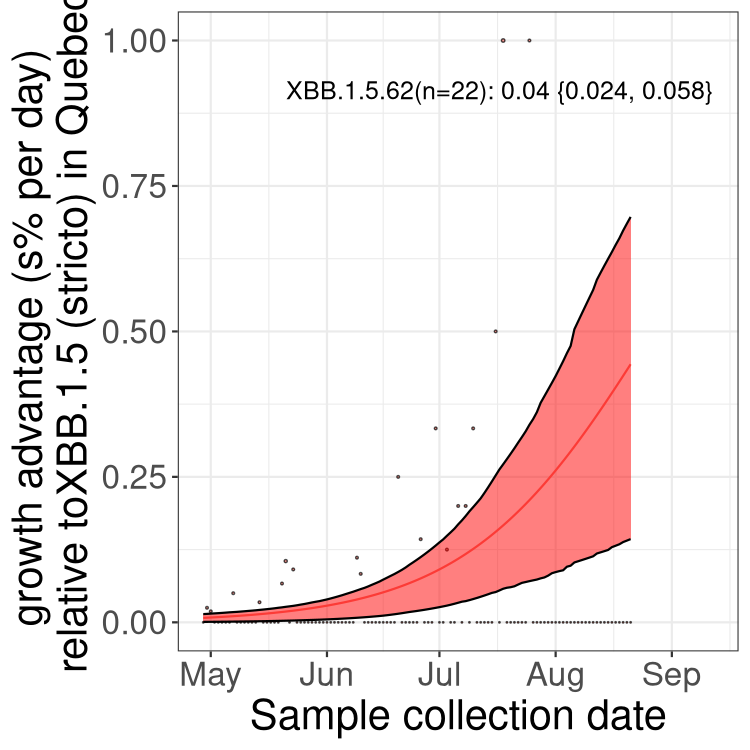 growth advantage (s% per day)
relative toXBB.1.5 (stricto) in Quebec
1.00
XBB.1.5.62(n=22): 0.04 {0.024, 0.058}
0.75
0.50
0.25
0.00
May Jun Jul Aug Sep
Sample collection date